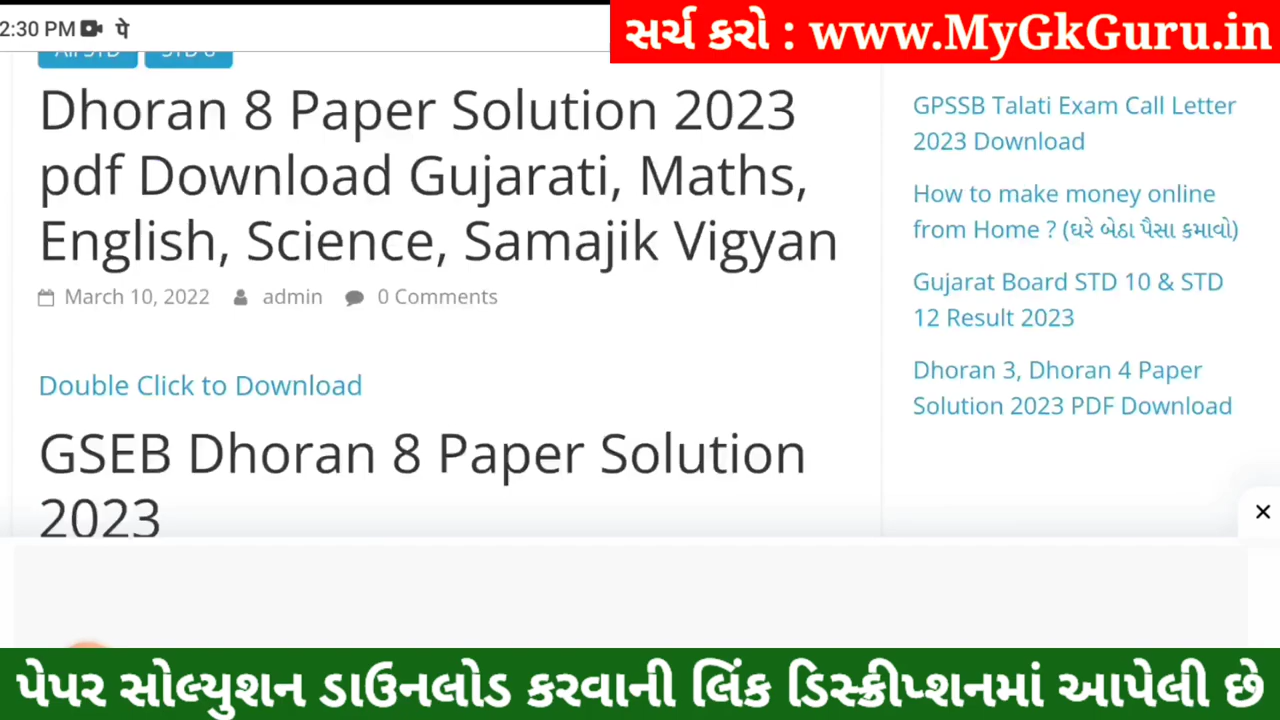 2:30 PM पे
સર્ચ કરો : www.MyGkGuru.in
All STD STD 8
Dhoran 8 Paper Solution 2023
pdf Download Gujarati, Maths,
English, Science, Samajik Vigyan
March 10, 2022 admin 0 Comments
Double Click to Download
GSEB Dhoran 8 Paper Solution
2023
GPSSB Talati Exam Call Letter
2023 Download
How to make money online
from Home ? (ઘરે બેઠા પૈસા કમાવો)
Gujarat Board STD 10 & STD
12 Result 2023
Dhoran 3, Dhoran 4 Paper
Solution 2023 PDF Download
પેપર સોલ્યુશન ડાઉનલોડ કરવાની લિંક ડિસ્ક્રીપ્શનમાં આપેલી છે